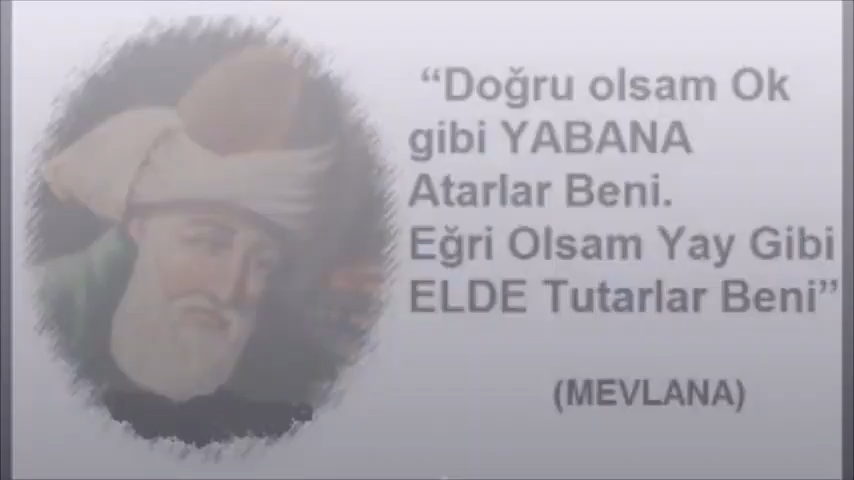 “Doğru olsam Ok
gibi YABANA
Atarlar Beni.
Eğri Olsam Yay Gibi
ELDE Tutarlar Beni”
(MEVLANA)